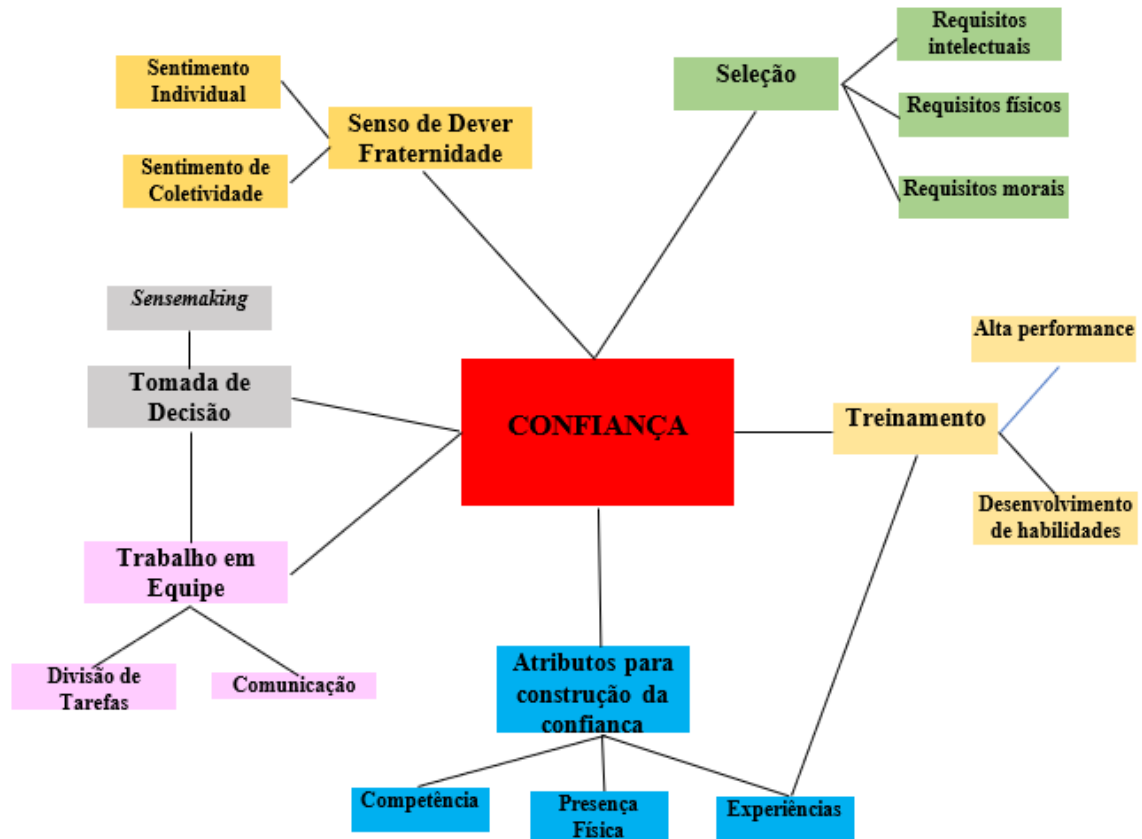 Sentimento
Individual
Sentimento de
Coletividade
Senso de Dever
Fraternidade
Seleção
Requisitos
intelectuais
Requisitos físicos
Requisitos morais
Sensemaking
Tomada de
Decisão
CONFIANÇA
Treinamento
Alta performance
Desenvolvimento
de habilidades
Trabalho em
Equipe
Divisão de
Tarefas
Comunicação
Atributos para
construção da
confianca
Competência
Presença
Física
Experiências